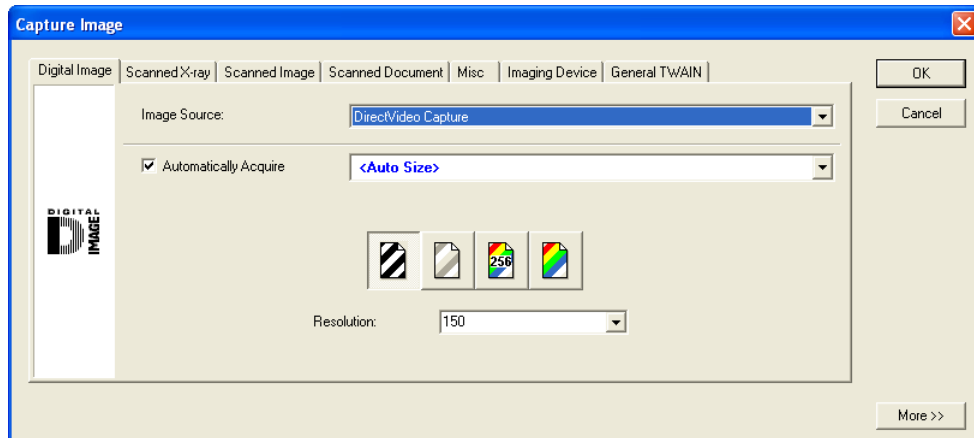 Capture Image
Digital Image Scanned X-ray Scanned Image Scanned Document Misc Imaging Device General TWAIN
OK
Image Source: DirectVideo Capture
Cancel
Automatically Acquire <Auto Size>
DIGITAL
IMAGE
256
Resolution: 150
More >>